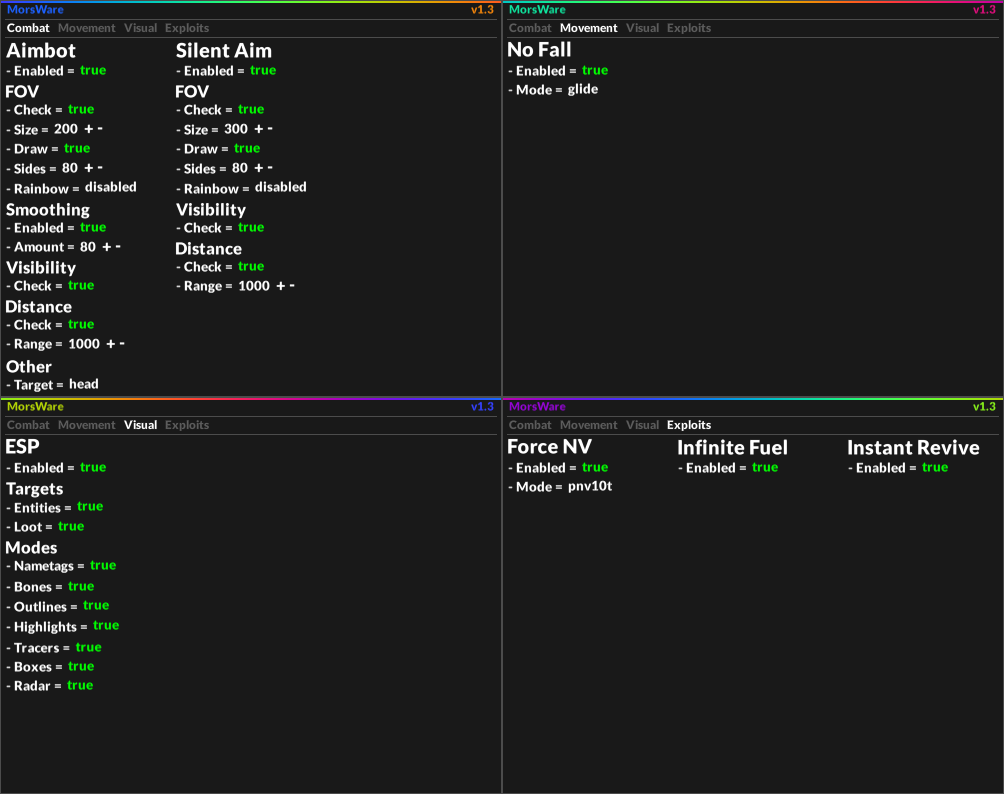 MorsWare v1.3
Combat Movement Visual Exploits
Aimbot
- Enabled = true
FOV
- Check = true
- Size = 200 + -
- Draw = true
- Sides = 80 + -
- Rainbow = disabled
Smoothing
- Enabled = true
- Amount = 80 + -
Visibility
- Check = true
Distance
- Check = true
- Range = 1000 + -
Other
- Target = head
Silent Aim
- Enabled = true
FOV
- Check = true
- Size = 300 + -
- Draw = true
- Sides = 80 + -
- Rainbow = disabled
Visibility
- Check = true
Distance
- Check = true
- Range = 1000 + -
MorsWare v1.3
Combat Movement Visual Exploits
No Fall
- Enabled = true
- Mode = glide
MorsWare v1.3
Combat Movement Visual Exploits
ESP
- Enabled = true
Targets
- Entities = true
- Loot = true
Modes
- Nametags = true
- Bones = true
- Outlines = true
- Highlights = true
- Tracers = true
- Boxes = true
- Radar = true
MorsWare v1.3
Combat Movement Visual Exploits
Force NV
- Enabled = true
- Mode = pnv10t
Infinite Fuel
- Enabled = true
Instant Revive
- Enabled = true